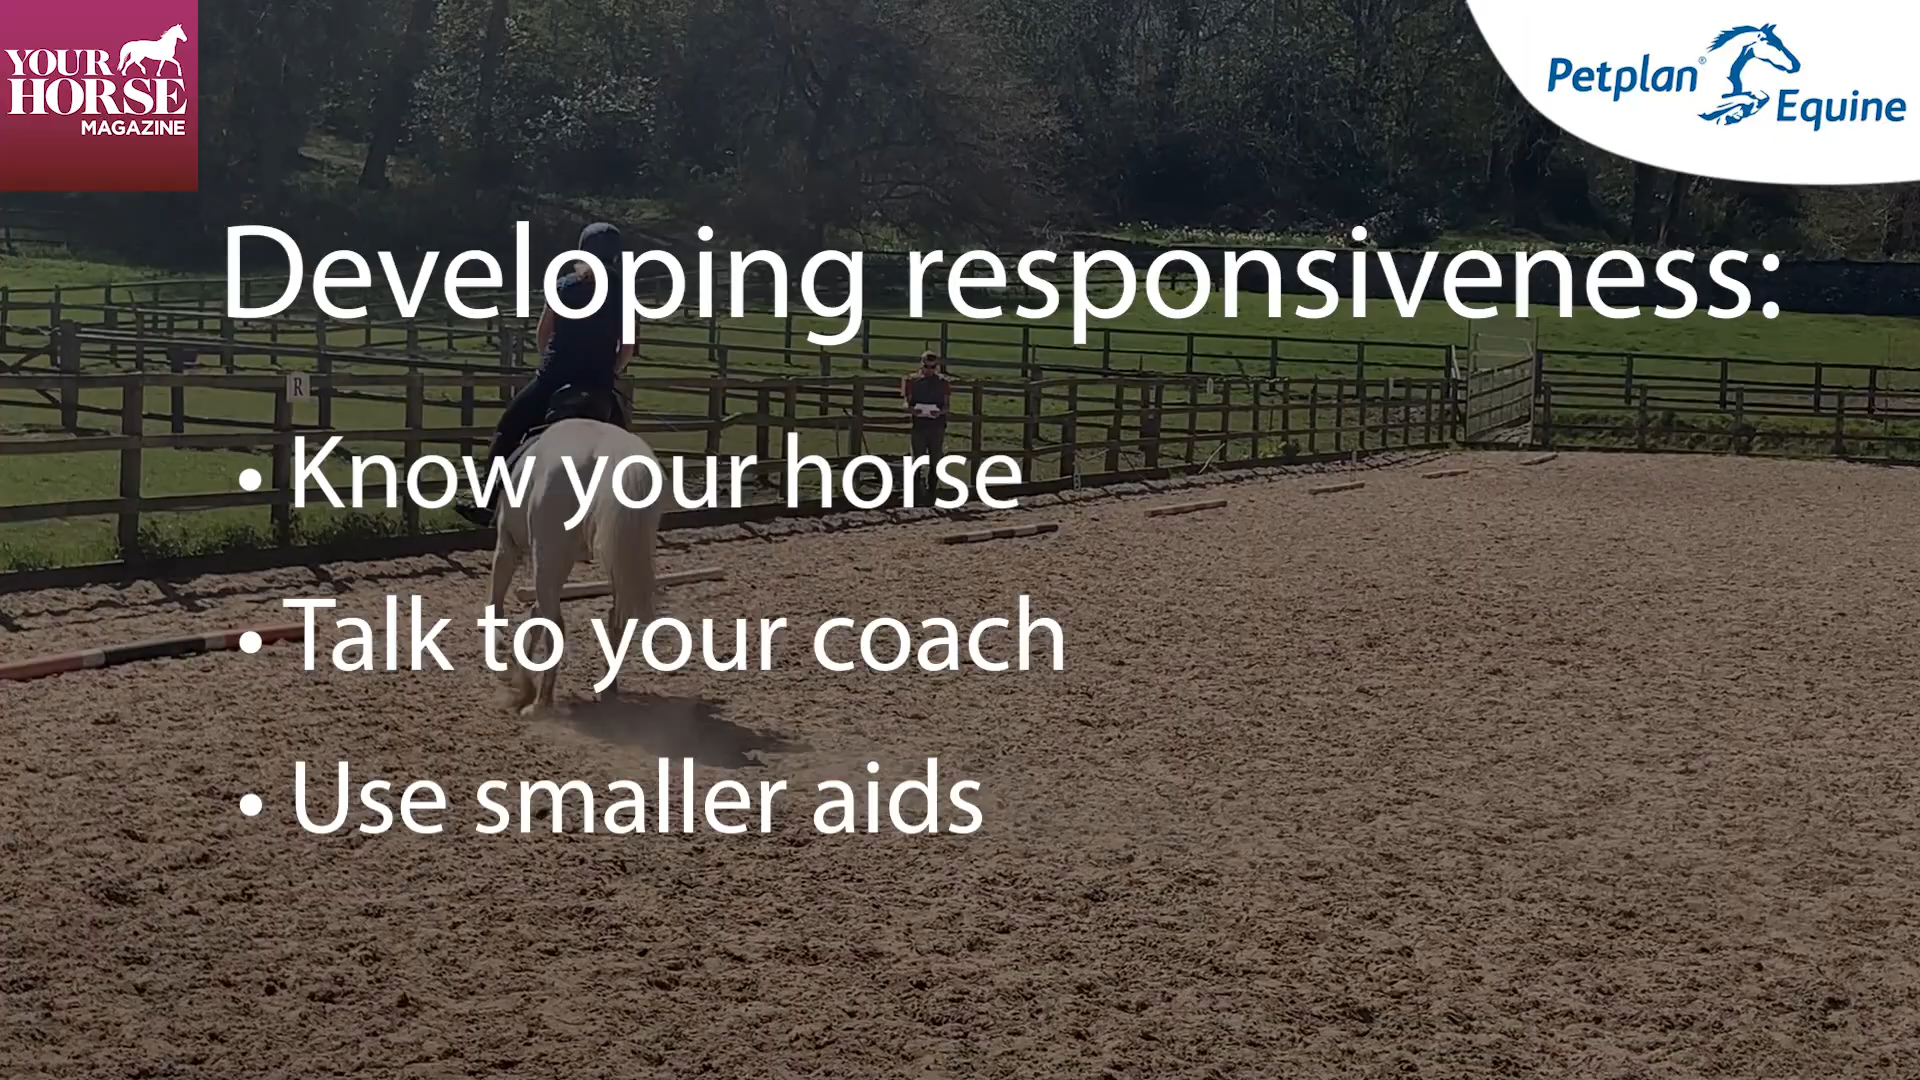 YOUR
HORSE
MAGAZINE
Petplan®
Equine
Developing responsiveness:
R
• Know your horse
• Talk to your coach
• Use smaller aids